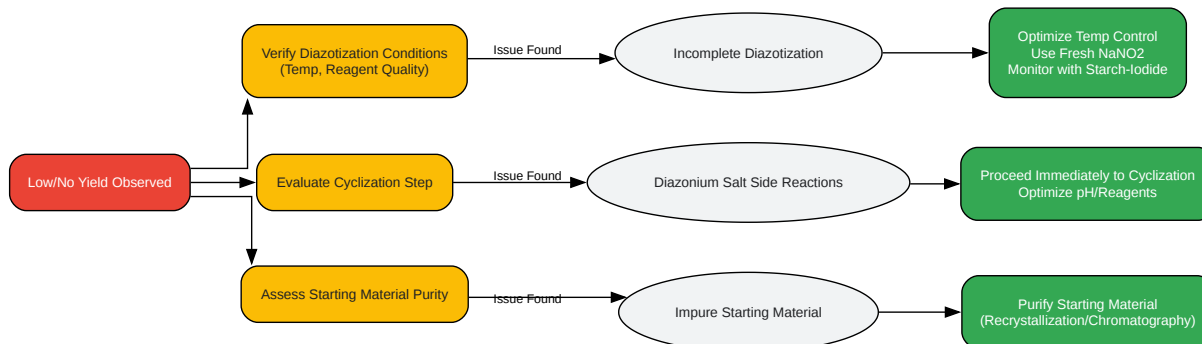 Low/No Yield Observed
Verify Diazotization Conditions
(Temp, Reagent Quality)
Issue Found
Incomplete Diazotization
Optimize Temp Control
Use Fresh NaNO2
Monitor with Starch-Iodide
Evaluate Cyclization Step
Issue Found
Diazonium Salt Side Reactions
Proceed Immediately to Cyclization
Optimize pH/Reagents
Assess Starting Material Purity
Issue Found
Impure Starting Material
Purify Starting Material
(Recrystallization/Chromatography)